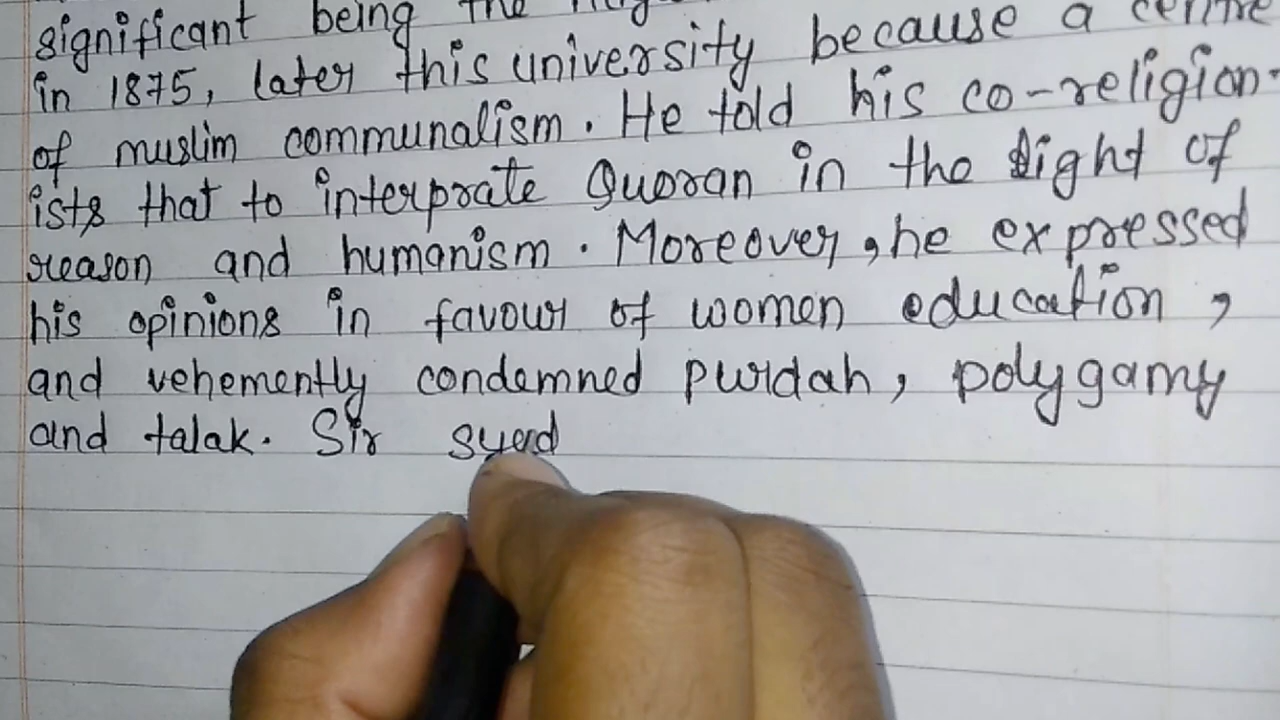 significant being the
in 1875, later this university because a centre
of muslim communalism. He told his co-religion-
ists that to interprate Quoran in the light of
reason and humanism. Moreover, he expressed
his opinions in favour of women education,
and vehemently condemned purdah, polygamy
and talak. Sir syed